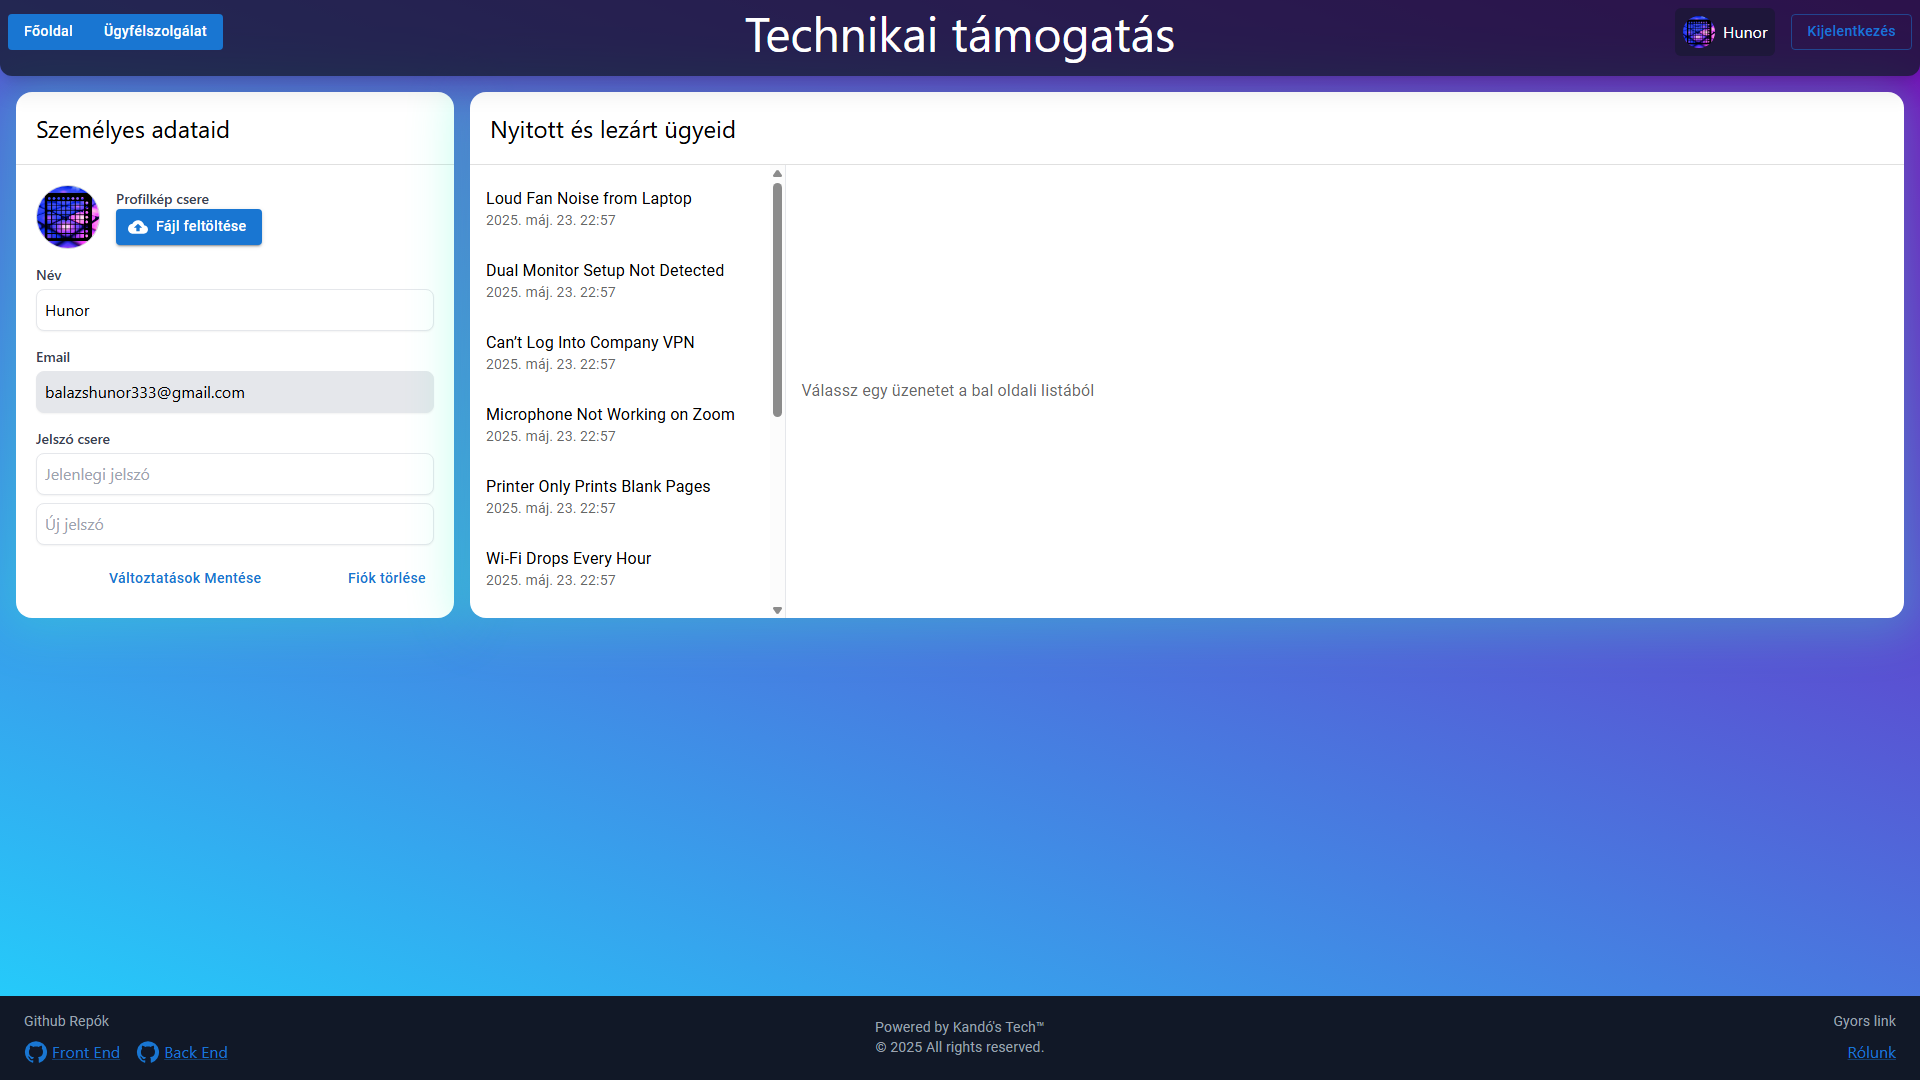 Főoldal Ügyfélszolgálat
Technikai támogatás
Hunor
Kijelentkezés
Személyes adataid
Profilkép csere
Fájl feltöltése
Név
Hunor
Email
balazshunor333@gmail.com
Jelszó csere
Jelenlegi jelszó
Új jelszó
Változtatások Mentése Fiók törlése
Nyitott és lezárt ügyeid
Loud Fan Noise from Laptop
2025. máj. 23. 22:57
Dual Monitor Setup Not Detected
2025. máj. 23. 22:57
Can’t Log Into Company VPN
2025. máj. 23. 22:57
Microphone Not Working on Zoom
2025. máj. 23. 22:57
Printer Only Prints Blank Pages
2025. máj. 23. 22:57
Wi-Fi Drops Every Hour
2025. máj. 23. 22:57
Válassz egy üzenetet a bal oldali listából
Github Repók
Front End Back End
Powered by Kandó's Tech™
© 2025 All rights reserved.
Gyors link
Rólunk